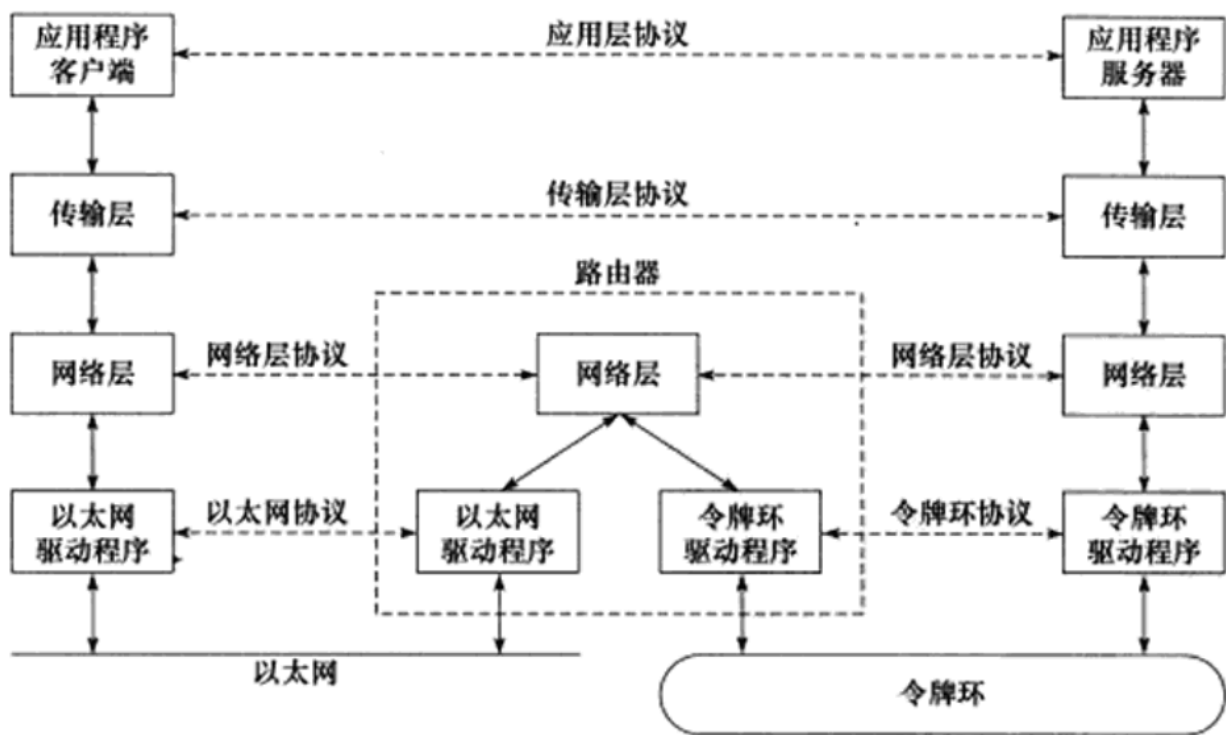 应用程序
客户端
应用层协议
应用程序
服务器
传输层
传输层协议
传输层
路由器
网络层
网络层协议
网络层
网络层协议
网络层
以太网
驱动程序
以太网协议
以太网
驱动程序
令牌环
驱动程序
令牌环协议
令牌环
驱动程序
以太网
令牌环